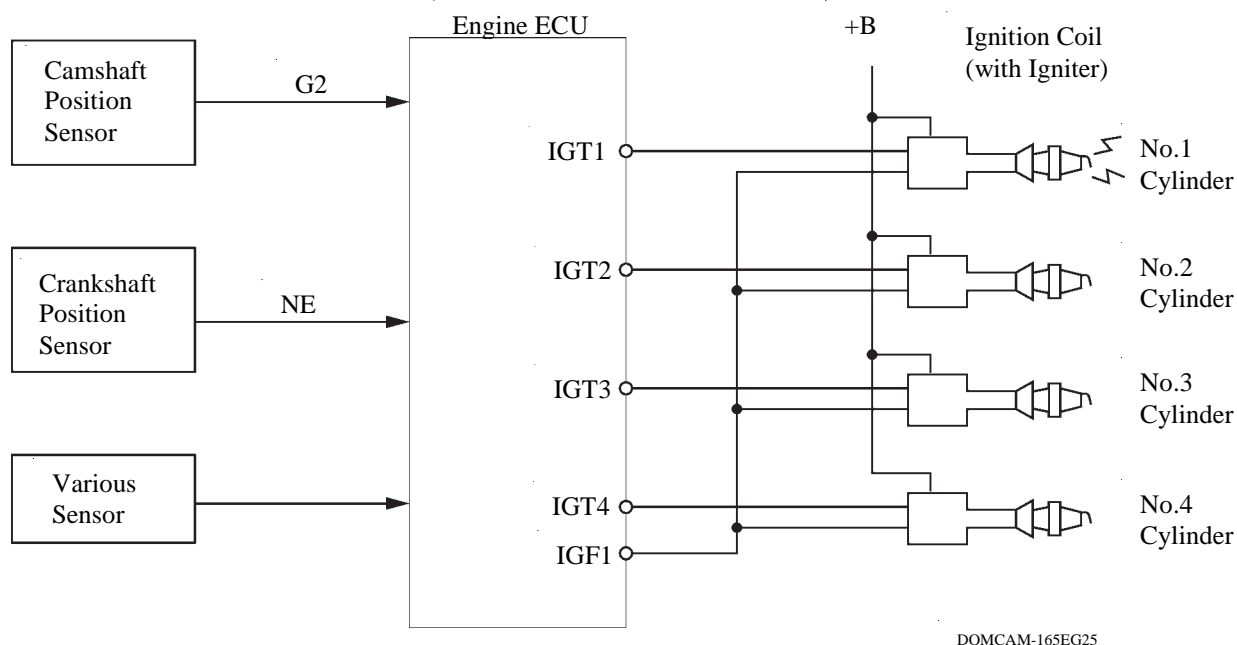 Engine ECU
+B
Ignition Coil
(with Igniter)
Camshaft
Position
Sensor
G2
IGT1
No.1
Cylinder
Crankshaft
Position
Sensor
NE
IGT2
No.2
Cylinder
IGT3
No.3
Cylinder
Various
Sensor
IGT4
No.4
Cylinder
IGF1
DOMCAM-165EG25